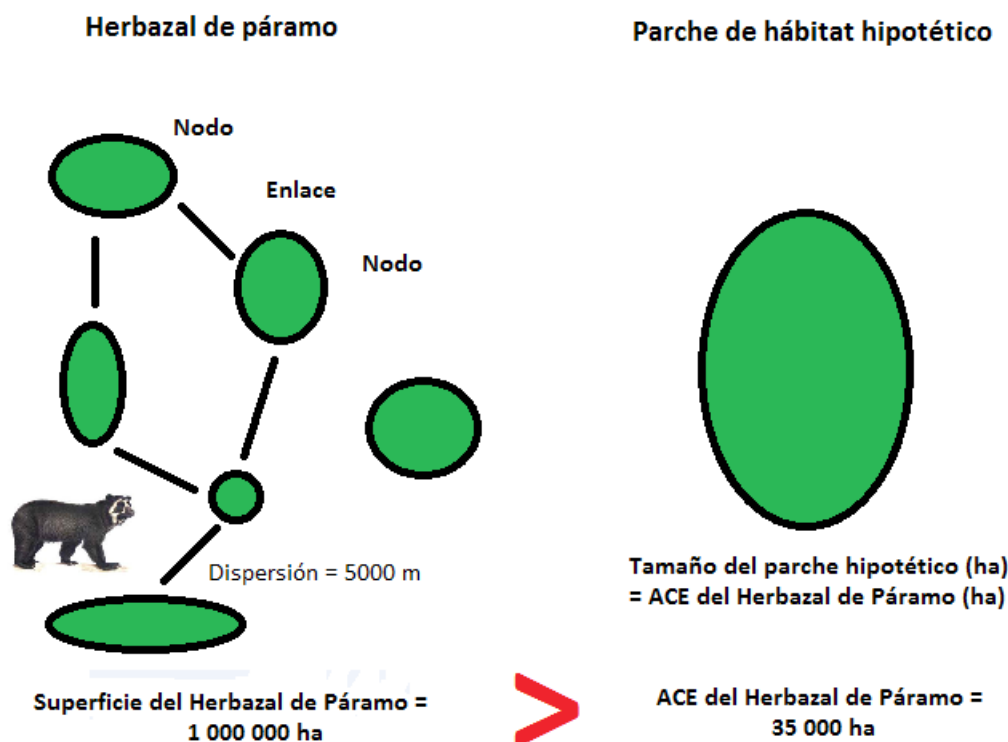 Herbazal de páramo
Parche de hábitat hipotético
Nodo
Enlace
Nodo
Dispersión = 5000 m
Tamaño del parche hipotético (ha)
= ACE del Herbazal de Páramo (ha)
Superficie del Herbazal de Páramo =
1 000 000 ha
>
ACE del Herbazal de Páramo =
35 000 ha